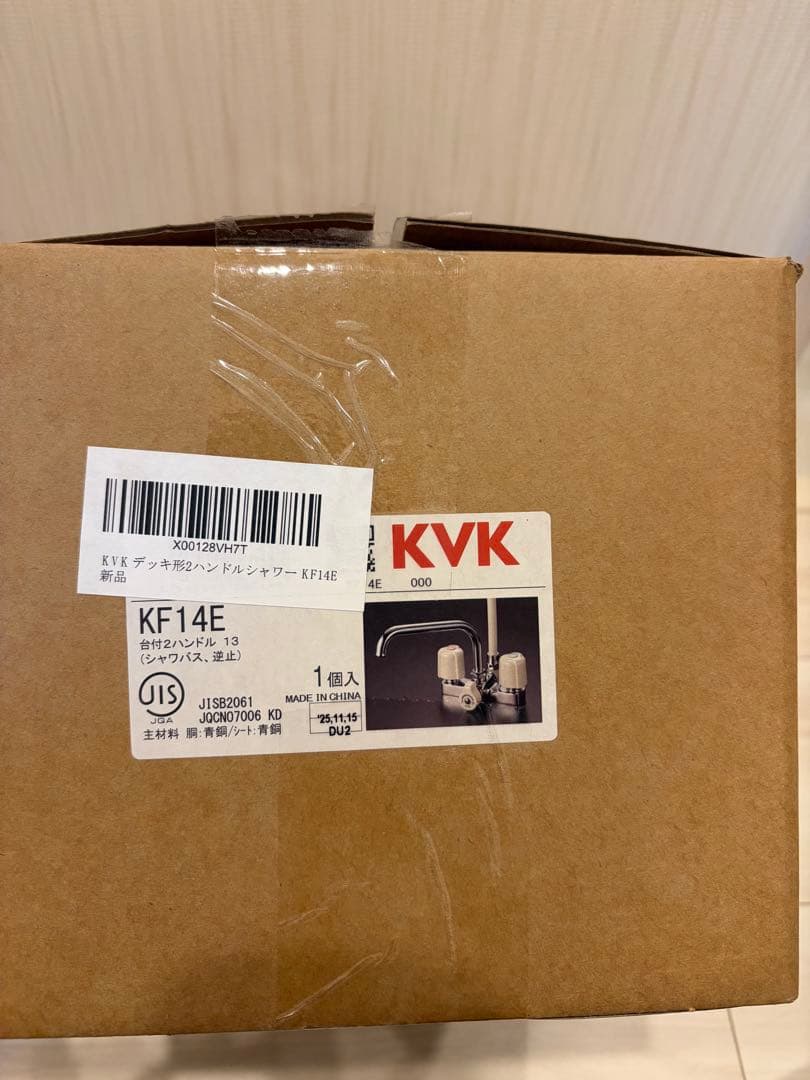 X00128VH7T
KVK デッキ形2ハンドルシャワー KF14E
新品
KVK
4E 000
KF14E
台付2ハンドル 13
(シャワバス、逆止)
1個入
MADE IN CHINA
JIS
JGA
JISB2061
JQCN07006 KD
'25.11.15
DU2
主材料 胴:青銅/シート:青銅